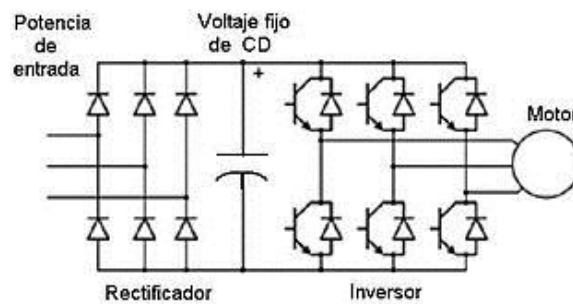 Potencia
de
entrada
Voltaje fijo
de CD
+
Motor
Rectificador
Inversor